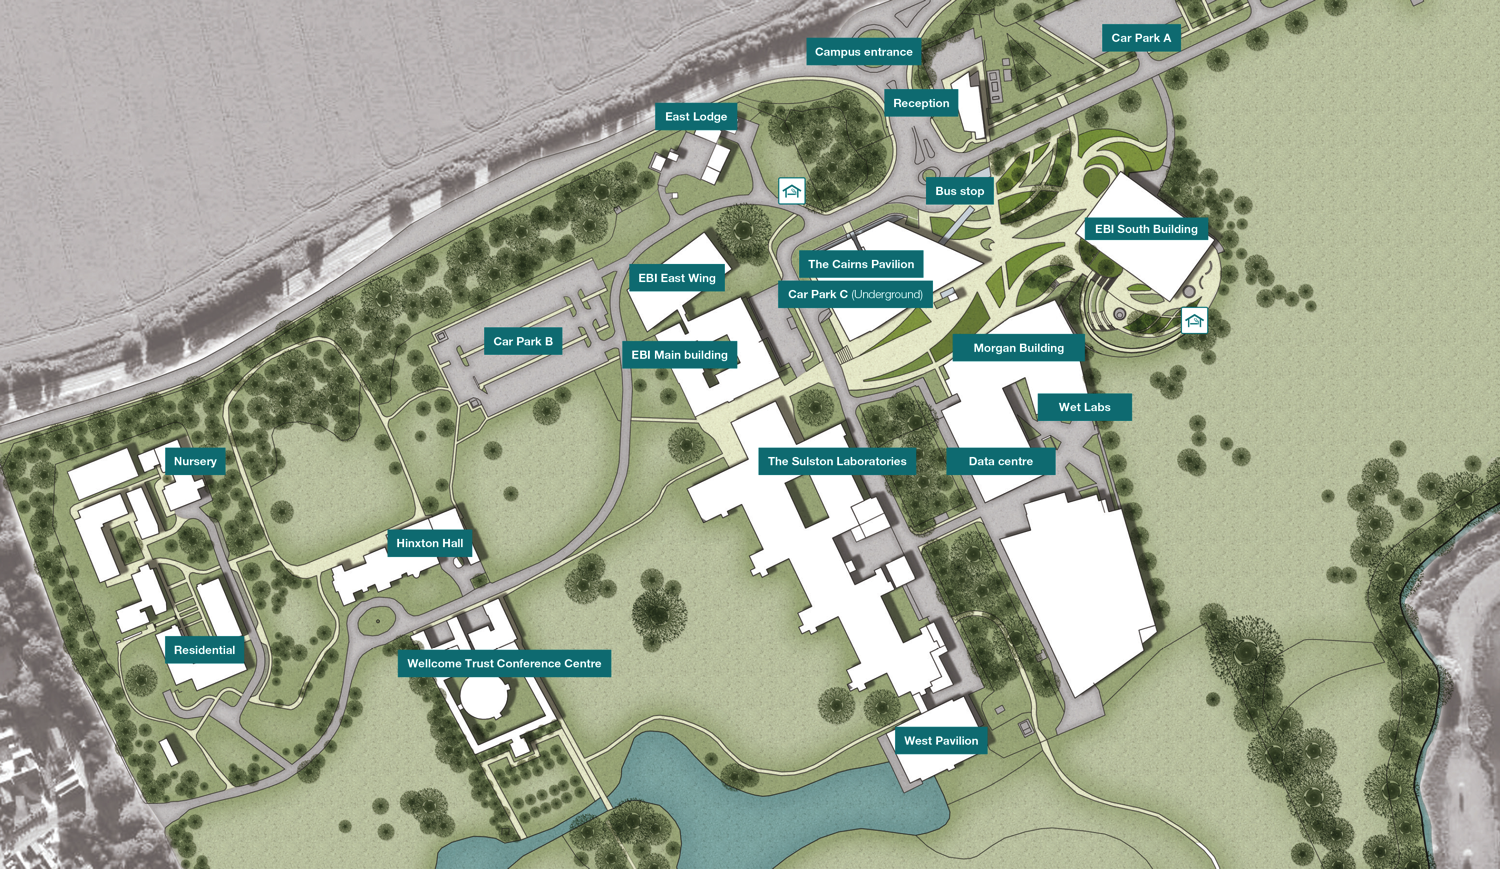 Car Park A
Campus entrance
Reception
East Lodge
Bus stop
EBI South Building
The Cairns Pavilion
EBI East Wing
Car Park C (Underground)
Car Park B
Morgan Building
EBI Main building
Wet Labs
Nursery
The Sulston Laboratories
Data centre
Hinxton Hall
Residential
Wellcome Trust Conference Centre
West Pavilion